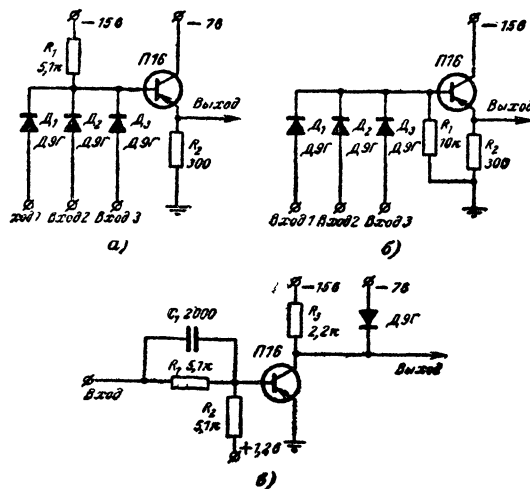 -15в
-7в
R₁
5,1к
П16
Выход
Д₁
Д9Г
Д₂
Д9Г
Д₃
Д9Г
R₂
300
ход1
Вход2
Вход3
а)
-15в
П16
Выход
Д₁
Д9Г
Д₂
Д9Г
Д₃
Д9Г
R₁
10к
R₂
300
Вход1
Вход2
Вход3
б)
-15в
-7в
R₃
2,2к
Д9Г
C₁ 2000
П16
Выход
R₁ 5,1к
Вход
R₂
5,1к
+1,2в
в)